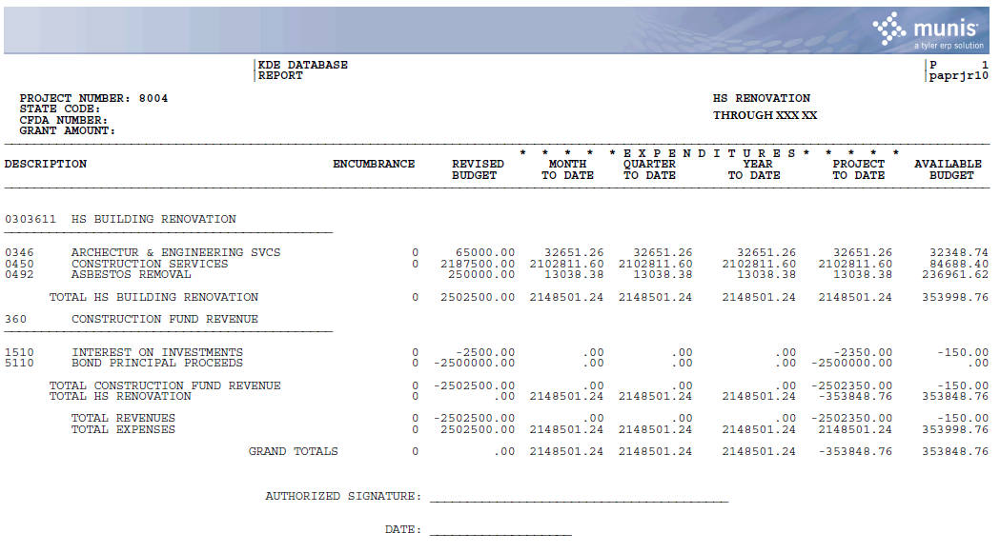 munis
a tyler erp solution
KDE DATABASE P 1
REPORT paprjr10
PROJECT NUMBER: 8004 HS RENOVATION
STATE CODE:
THROUGH XXX XX
CFDA NUMBER:
GRANT AMOUNT:
* * * * * E X P E N D I T U R E S * * * * *
DESCRIPTION ENCUMBRANCE REVISED MONTH QUARTER YEAR PROJECT AVAILABLE
BUDGET TO DATE TO DATE TO DATE TO DATE BUDGET
0303611 HS BUILDING RENOVATION
0346 ARCHECTUR & ENGINEERING SVCS 0 65000.00 32651.26 32651.26 32651.26 32651.26 32348.74
0450 CONSTRUCTION SERVICES 0 2187500.00 2102811.60 2102811.60 2102811.60 2102811.60 84688.40
0492 ASBESTOS REMOVAL 250000.00 13038.38 13038.38 13038.38 13038.38 236961.62
TOTAL HS BUILDING RENOVATION 0 2502500.00 2148501.24 2148501.24 2148501.24 2148501.24 353998.76
360 CONSTRUCTION FUND REVENUE
1510 INTEREST ON INVESTMENTS 0 -2500.00 .00 .00 .00 -2350.00 -150.00
5110 BOND PRINCIPAL PROCEEDS 0 -2500000.00 .00 .00 .00 -2500000.00 .00
TOTAL CONSTRUCTION FUND REVENUE 0 -2502500.00 .00 .00 .00 -2502350.00 -150.00
TOTAL HS RENOVATION 0 .00 2148501.24 2148501.24 2148501.24 -353848.76 353848.76
TOTAL REVENUES 0 -2502500.00 .00 .00 .00 -2502350.00 -150.00
TOTAL EXPENSES 0 2502500.00 2148501.24 2148501.24 2148501.24 2148501.24 353998.76
GRAND TOTALS 0 .00 2148501.24 2148501.24 2148501.24 -353848.76 353848.76
AUTHORIZED SIGNATURE:
DATE: